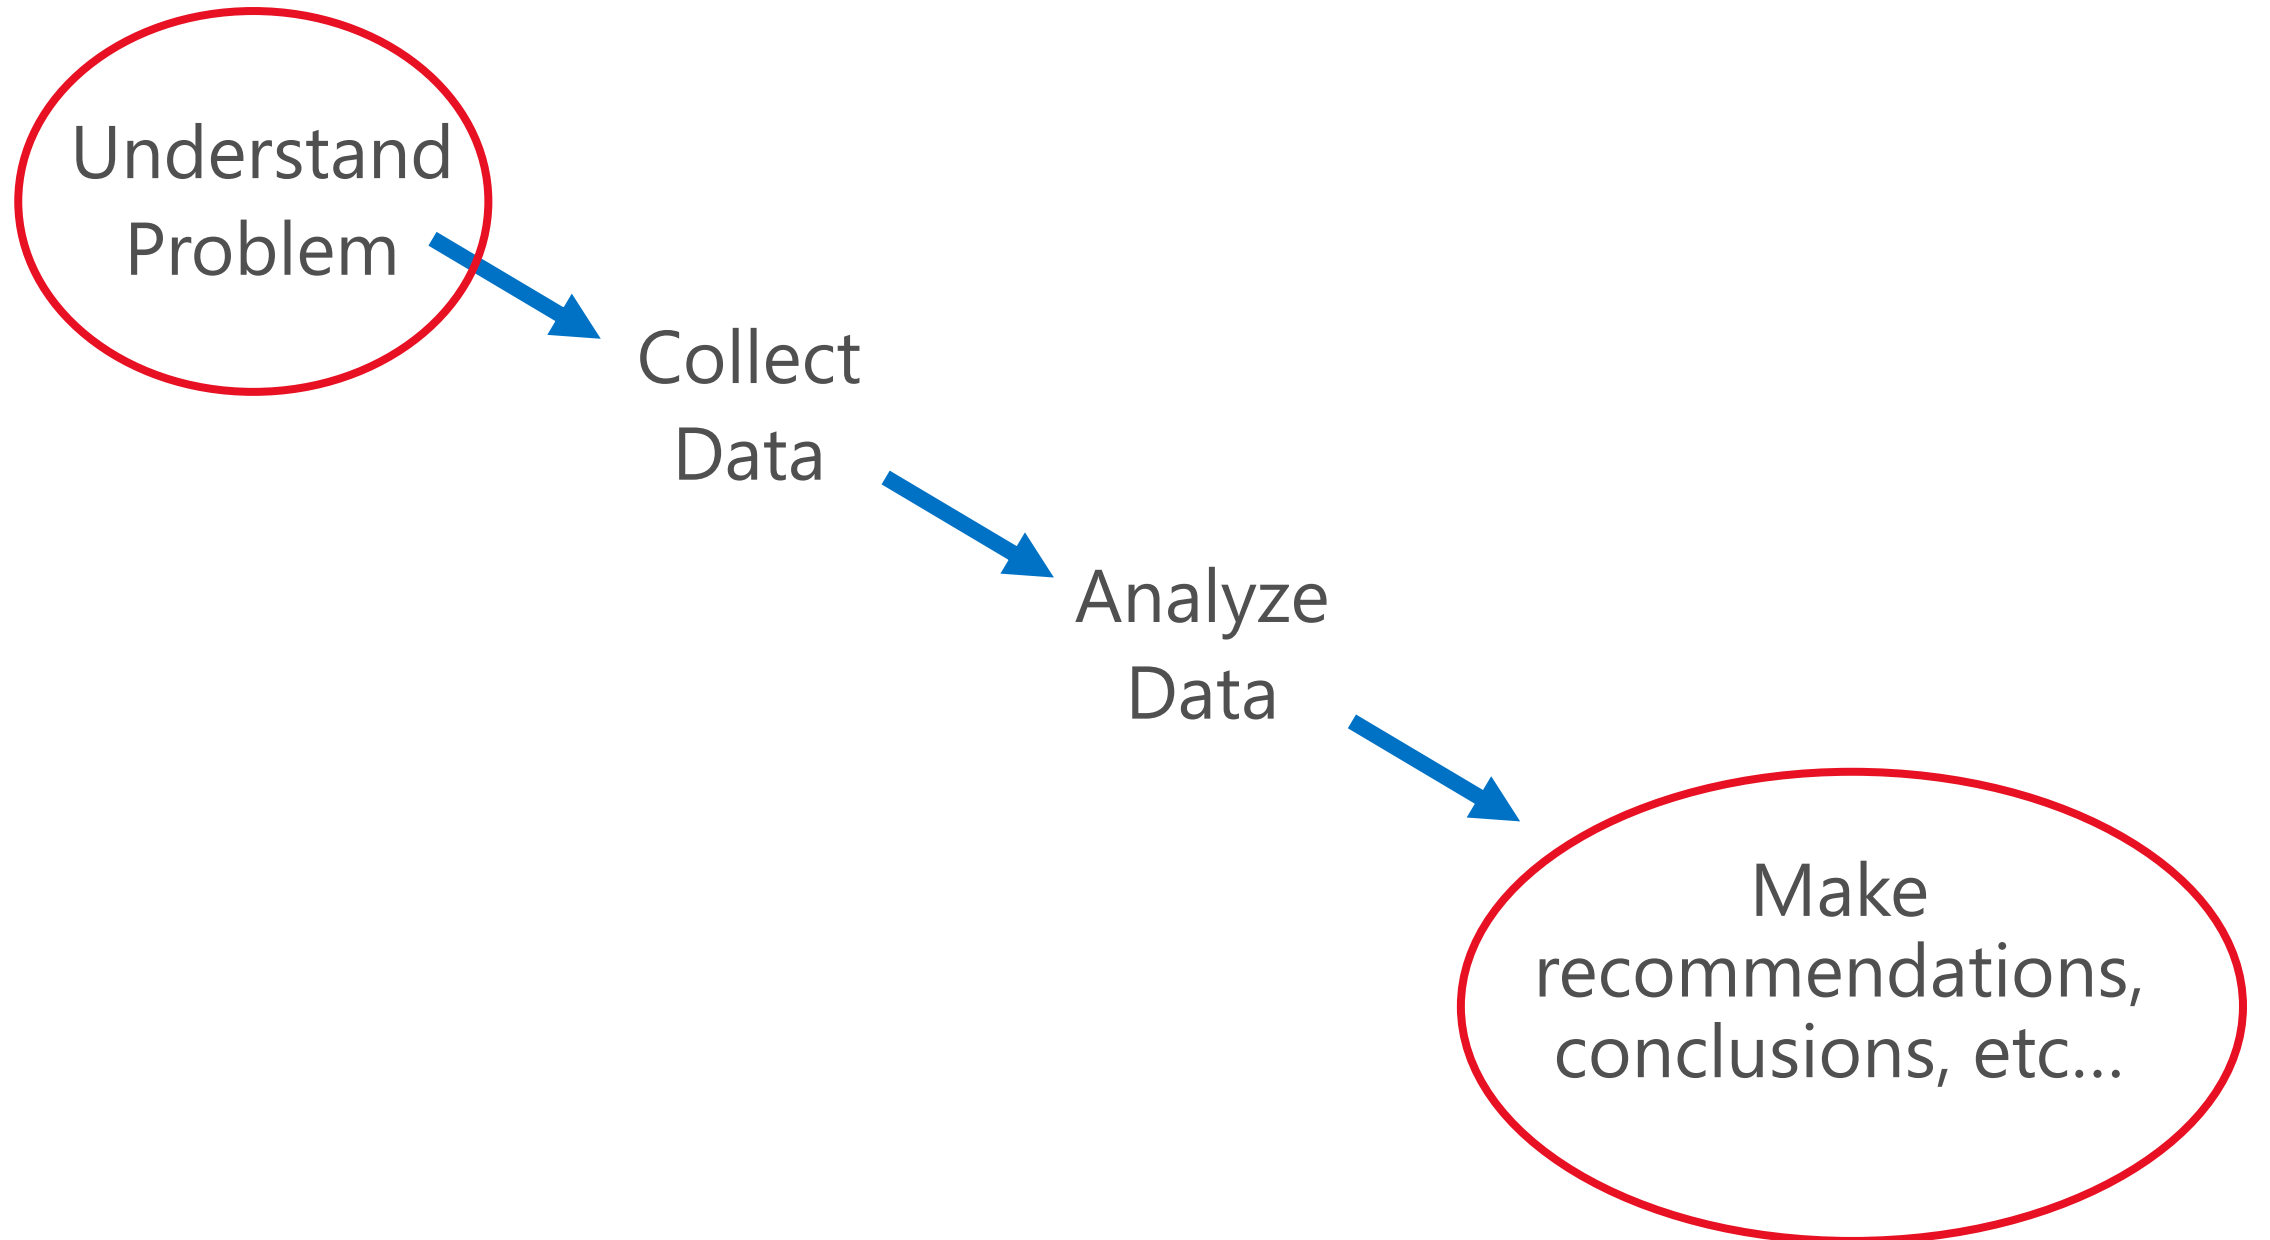 Understand
Problem
Collect
Data
Analyze
Data
Make
recommendations,
conclusions, etc...